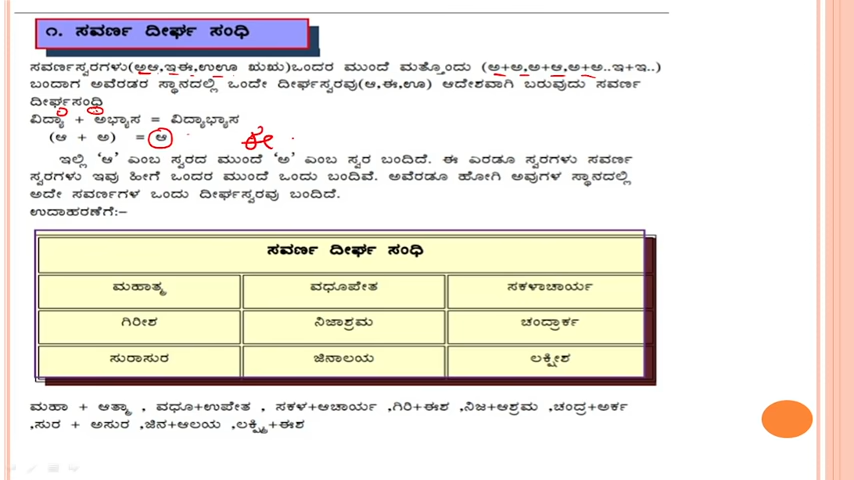 ೧. ಸವರ್ಣ ದೀರ್ಘ ಸಂಧಿ
ಸವರ್ಣಸ್ವರಗಳು(ಅಆ,ಇಈ,ಉಊ ಋಋ)ಒಂದರ ಮುಂದೆ ಮತ್ತೊಂದು (ಅ+ಅ,ಅ+ಆ,ಅ+ಅ..ಇ+ಇ..)
ಬಂದಾಗ ಅವೆರಡರ ಸ್ಥಾನದಲ್ಲಿ ಒಂದೇ ದೀರ್ಘಸ್ವರವು(ಆ,ಈ,ಊ) ಆದೇಶವಾಗಿ ಬರುವುದು ಸವರ್ಣ
ದೀರ್ಘಸಂಧಿ
ವಿದ್ಯಾ + ಅಭ್ಯಾಸ = ವಿದ್ಯಾಭ್ಯಾಸ
(ಆ + ಅ) = ಆ
ಇಲ್ಲಿ 'ಆ' ಎಂಬ ಸ್ವರದ ಮುಂದೆ 'ಅ' ಎಂಬ ಸ್ವರ ಬಂದಿದೆ. ಈ ಎರಡೂ ಸ್ವರಗಳು ಸವರ್ಣ
ಸ್ವರಗಳು ಇವು ಹೀಗೆ ಒಂದರ ಮುಂದೆ ಒಂದು ಬಂದಿವೆ. ಅವೆರಡೂ ಹೋಗಿ ಅವುಗಳ ಸ್ಥಾನದಲ್ಲಿ
ಅದೇ ಸವರ್ಣಗಳ ಒಂದು ದೀರ್ಘಸ್ವರವು ಬಂದಿದೆ.
ಉದಾಹರಣೆಗೆ:-
ಸವರ್ಣ ದೀರ್ಘ ಸಂಧಿ
ಮಹಾತ್ಮ ವಧೂಪೇತ ಸಕಳಾಚಾರ್ಯ
ಗಿರೀಶ ನಿಜಾಶ್ರಮ ಚಂದ್ರಾರ್ಕ
ಸುರಾಸುರ ಜಿನಾಲಯ ಲಕ್ಷ್ಮೀಶ
ಮಹಾ + ಆತ್ಮಾ , ವಧೂ+ಉಪೇತ , ಸಕಳ+ಆಚಾರ್ಯ ,ಗಿರಿ+ಈಶ ,ನಿಜ+ಆಶ್ರಮ ,ಚಂದ್ರ+ಅರ್ಕ
,ಸುರ + ಅಸುರ ,ಜಿನ+ಆಲಯ ,ಲಕ್ಷ್ಮಿ+ಈಶ